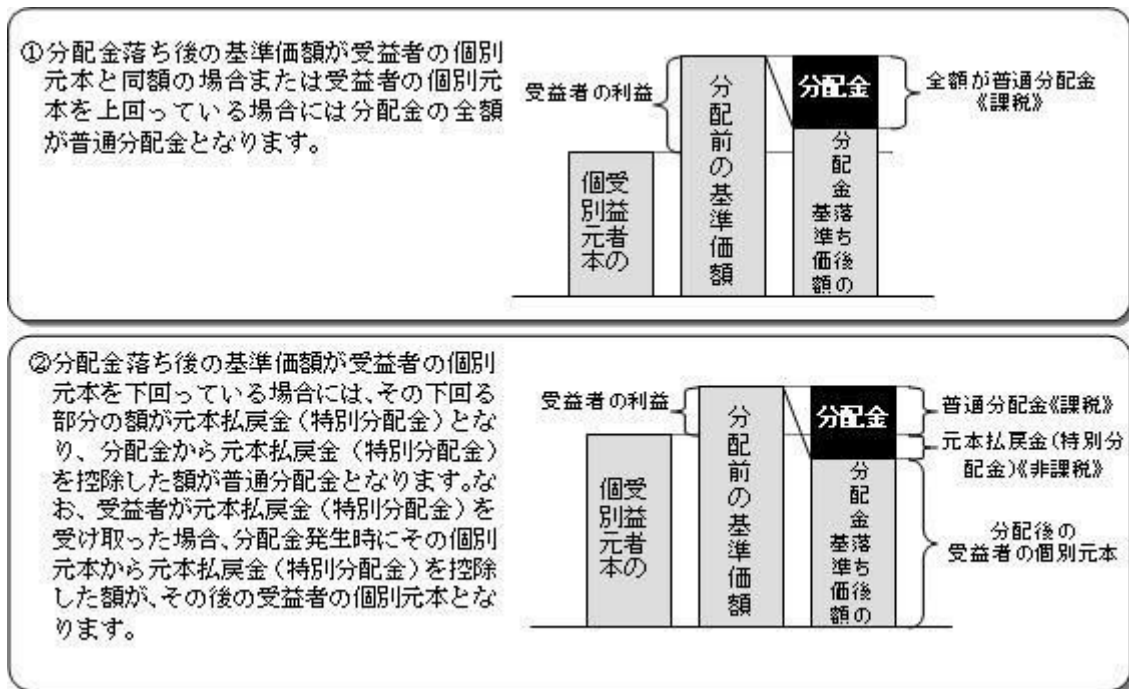 ①分配金落ち後の基準価額が受益者の個別
元本と同額の場合または受益者の個別元
本を上回っている場合には分配金の全額
が普通分配金となります。
受益者の利益
受益者の
個別元本
分配前の基準価額
分配金
分配金落ち後の
基準価額
全額が普通分配金
《課税》
②分配金落ち後の基準価額が受益者の個別
元本を下回っている場合には、その下回る
部分の額が元本払戻金（特別分配金）とな
り、分配金から元本払戻金（特別分配金）
を控除した額が普通分配金となります。な
お、受益者が元本払戻金（特別分配金）を
受け取った場合、分配金発生時にその個別
元本から元本払戻金（特別分配金）を控除
した額が、その後の受益者の個別元本とな
ります。
受益者の利益
受益者の
個別元本
分配前の基準価額
分配金
分配金落ち後の
基準価額
普通分配金《課税》
元本払戻金（特別分
配金）《非課税》
分配後の
受益者の個別元本